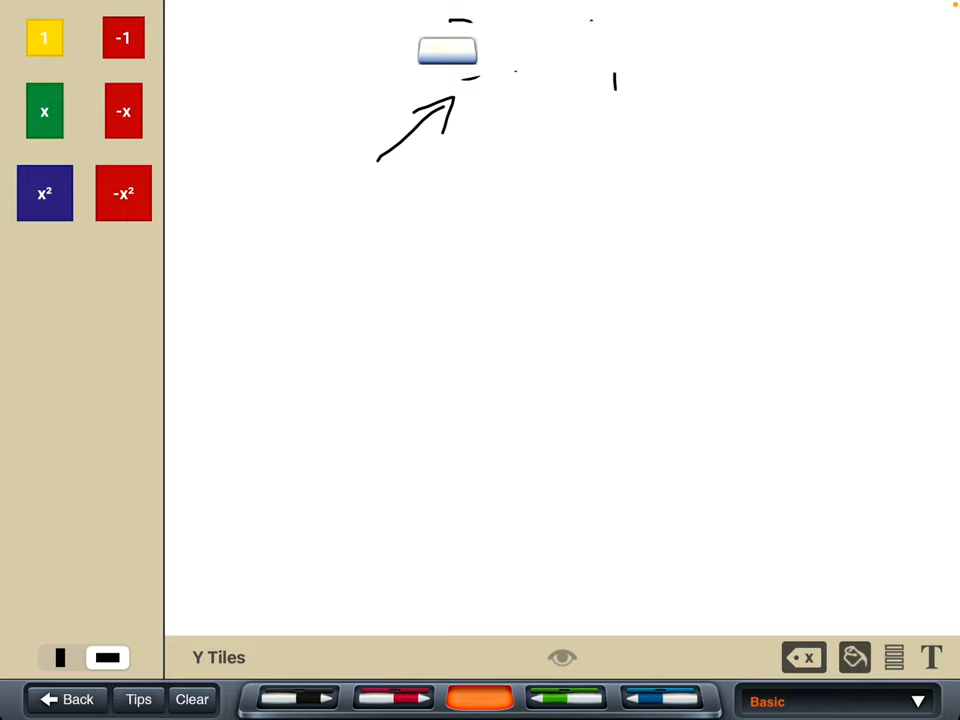 1 -1
x -x
x² -x²
Y Tiles x T
Back Tips Clear Basic